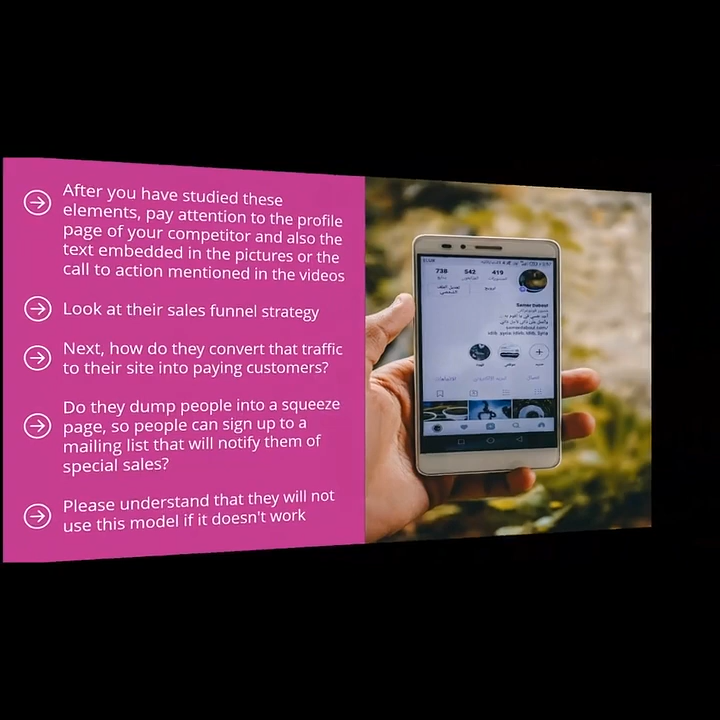 After you have studied these
elements, pay attention to the profile
page of your competitor and also the
text embedded in the pictures or the
call to action mentioned in the videos
Look at their sales funnel strategy
Next, how do they convert that traffic
to their site into paying customers?
Do they dump people into a squeeze
page, so people can sign up to a
mailing list that will notify them of
special sales?
Please understand that they will not
use this model if it doesn't work
738 542 419